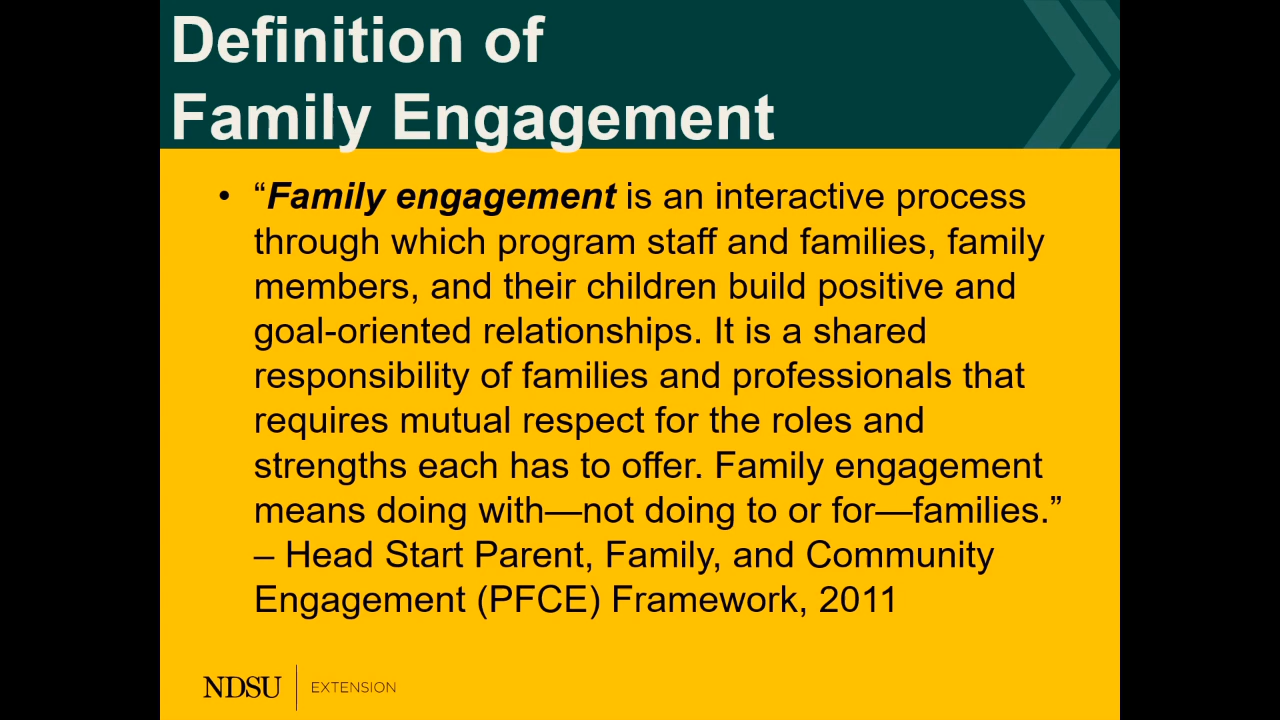 Definition of
Family Engagement
• “Family engagement is an interactive process
through which program staff and families, family
members, and their children build positive and
goal-oriented relationships. It is a shared
responsibility of families and professionals that
requires mutual respect for the roles and
strengths each has to offer. Family engagement
means doing with—not doing to or for—families.”
– Head Start Parent, Family, and Community
Engagement (PFCE) Framework, 2011
NDSU | EXTENSION